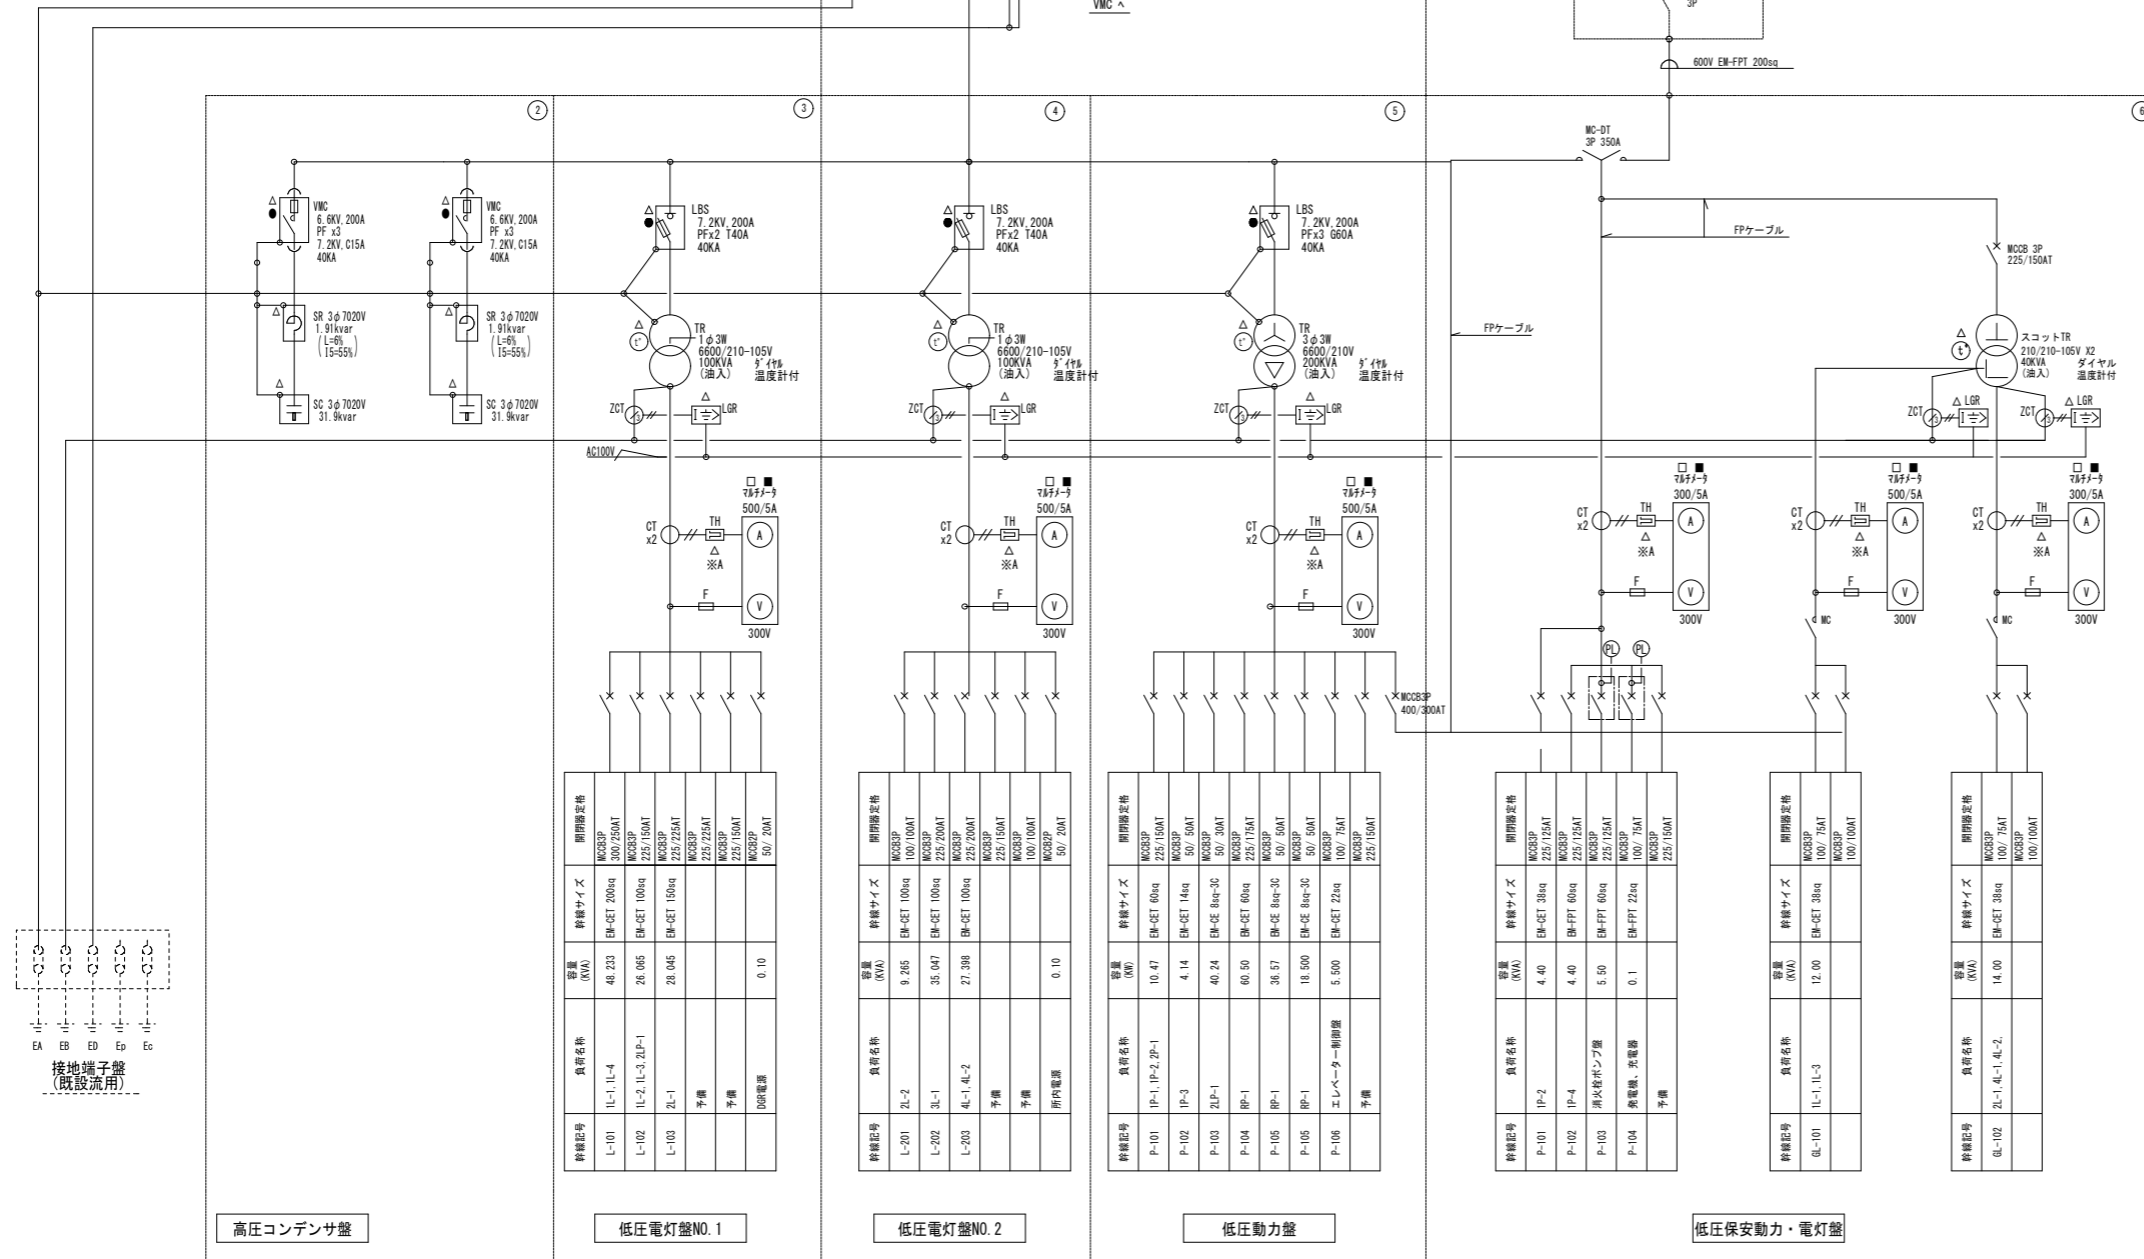 VMC へ
3P
600V EM-FPT 200sq
②
③
④
⑤
⑥
MC-DT
3P 350A
FPケーブル
FPケーブル
MCCB 3P
225/150AT
VMC
6.6KV,200A
PF x3
7.2KV,C15A
40KA
SR 3φ7020V
1.91kvar
(L=6%
I5=55%)
SC 3φ7020V
31.9kvar
VMC
6.6KV,200A
PF x3
7.2KV,C15A
40KA
SR 3φ7020V
1.91kvar
(L=6%
I5=55%)
SC 3φ7020V
31.9kvar
LBS
7.2KV,200A
PFx2 T40A
40KA
TR
1φ3W
6600/210-105V
100KVA
(油入)
ダイヤル
温度計付
t°
ZCT
LGR
AC100V
LBS
7.2KV,200A
PFx2 T40A
40KA
TR
1φ3W
6600/210-105V
100KVA
(油入)
ダイヤル
温度計付
t°
ZCT
LGR
LBS
7.2KV,200A
PFx3 G60A
40KA
TR
3φ3W
6600/210V
200KVA
(油入)
ダイヤル
温度計付
t°
ZCT
LGR
スコットTR
210/210-105V X2
40KVA
(油入)
ダイヤル
温度計付
t°
ZCT
LGR
ZCT
LGR
□ ■
マルチメータ
500/5A
CT
x2
TH
※A
A
F
V
300V
□ ■
マルチメータ
500/5A
CT
x2
TH
※A
A
F
V
300V
□ ■
マルチメータ
500/5A
CT
x2
TH
※A
A
F
V
300V
□ ■
マルチメータ
300/5A
CT
x2
TH
※A
A
F
V
300V
□ ■
マルチメータ
500/5A
CT
x2
TH
※A
A
F
V
300V
MC
□ ■
マルチメータ
300/5A
CT
x2
TH
※A
A
F
V
300V
MC
PL
PL
MCCB3P
400/300AT
幹線記号 負荷名称 容量(KVA) 幹線サイズ 開閉器定格
L-101 1L-1,1L-4 48.233 EM-CET 200sq MCCB3P 300/250AT
L-102 1L-2,1L-3,2LP-1 26.065 EM-CET 100sq MCCB3P 225/150AT
L-103 2L-1 28.045 EM-CET 150sq MCCB3P 225/225AT
予備 MCCB3P 225/225AT
予備 MCCB3P 225/150AT
DGR電源 0.10 MCCB2P 50/ 20AT
幹線記号 負荷名称 容量(KVA) 幹線サイズ 開閉器定格
L-201 2L-2 9.265 EM-CET 100sq MCCB3P 100/100AT
L-202 3L-1 35.047 EM-CET 100sq MCCB3P 225/200AT
L-203 4L-1,4L-2 27.398 EM-CET 100sq MCCB3P 225/200AT
予備 MCCB3P 225/150AT
予備 MCCB3P 100/100AT
所内電源 0.10 MCCB2P 50/ 20AT
幹線記号 負荷名称 容量(KW) 幹線サイズ 開閉器定格
P-101 1P-1,1P-2,2P-1 10.47 EM-CET 60sq MCCB3P 225/150AT
P-102 1P-3 4.14 EM-CET 14sq MCCB3P 50/ 50AT
P-103 2LP-1 40.24 EM-CE 8sq-3C MCCB3P 50/ 30AT
P-104 RP-1 60.50 EM-CET 60sq MCCB3P 225/175AT
P-105 RP-1 36.57 EM-CE 8sq-3C MCCB3P 50/ 50AT
P-105 RP-1 18.500 EM-CE 8sq-3C MCCB3P 50/ 50AT
P-106 エレベーター制御盤 5.500 EM-CET 22sq MCCB3P 100/ 75AT
予備 MCCB3P 225/150AT
幹線記号 負荷名称 容量(KVA) 幹線サイズ 開閉器定格
P-101 1P-2 4.40 EM-CET 38sq MCCB3P 225/125AT
P-102 1P-4 4.40 EM-FPT 60sq MCCB3P 225/125AT
P-103 消火栓ポンプ盤 5.50 EM-FPT 60sq MCCB3P 225/125AT
P-104 発電機、充電器 0.1 EM-FPT 22sq MCCB3P 100/ 75AT
予備 MCCB3P 225/150AT
幹線記号 負荷名称 容量(KVA) 幹線サイズ 開閉器定格
GL-101 1L-1,1L-3 12.00 EM-CET 38sq MCCB3P 100/ 75AT
MCCB3P 100/100AT
幹線記号 負荷名称 容量(KVA) 幹線サイズ 開閉器定格
GL-102 2L-1,4L-1,4L-2, 14.00 EM-CET 38sq MCCB3P 100/ 75AT
MCCB3P 100/100AT
EA EB ED Ep Ec
接地端子盤
(既設流用)
高圧コンデンサ盤
低圧電灯盤NO.1
低圧電灯盤NO.2
低圧動力盤
低圧保安動力・電灯盤